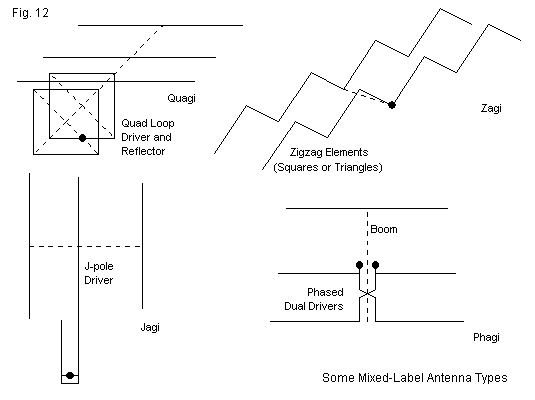 Fig. 12
Quagi
Quad Loop
Driver and
Reflector
Zagi
Zigzag Elements
(Squares or Triangles)
J-pole
Driver
Jagi
Boom
Phased
Dual Drivers
Phagi
Some Mixed-Label Antenna Types